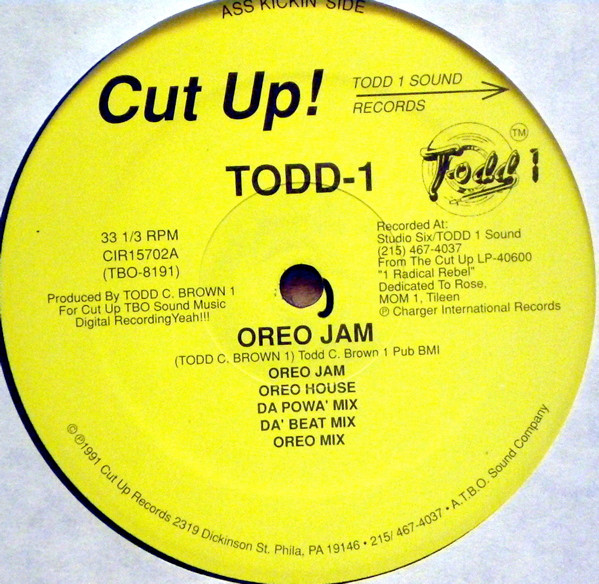 ASS KICKIN' SIDE
Cut Up!
TODD 1 SOUND
RECORDS
TM
Todd 1
TODD-1
33 1/3 RPM
CIR15702A
(TBO-8191)
Produced By TODD C. BROWN 1
For Cut Up TBO Sound Music
Digital RecordingYeah!!!
Recorded At:
Studio Six/TODD 1 Sound
(215) 467-4037
From The Cut Up LP-40600
"1 Radical Rebel"
Dedicated To Rose,
MOM 1, Tileen
℗ Charger International Records
OREO JAM
(TODD C. BROWN 1) Todd C. Brown 1 Pub BMI
OREO JAM
OREO HOUSE
DA POWA' MIX
DA' BEAT MIX
OREO MIX
© ℗1991 Cut Up Records 2319 Dickinson St. Phila, PA 19146 • 215/ 467-4037 • A.T.B.O. Sound Company